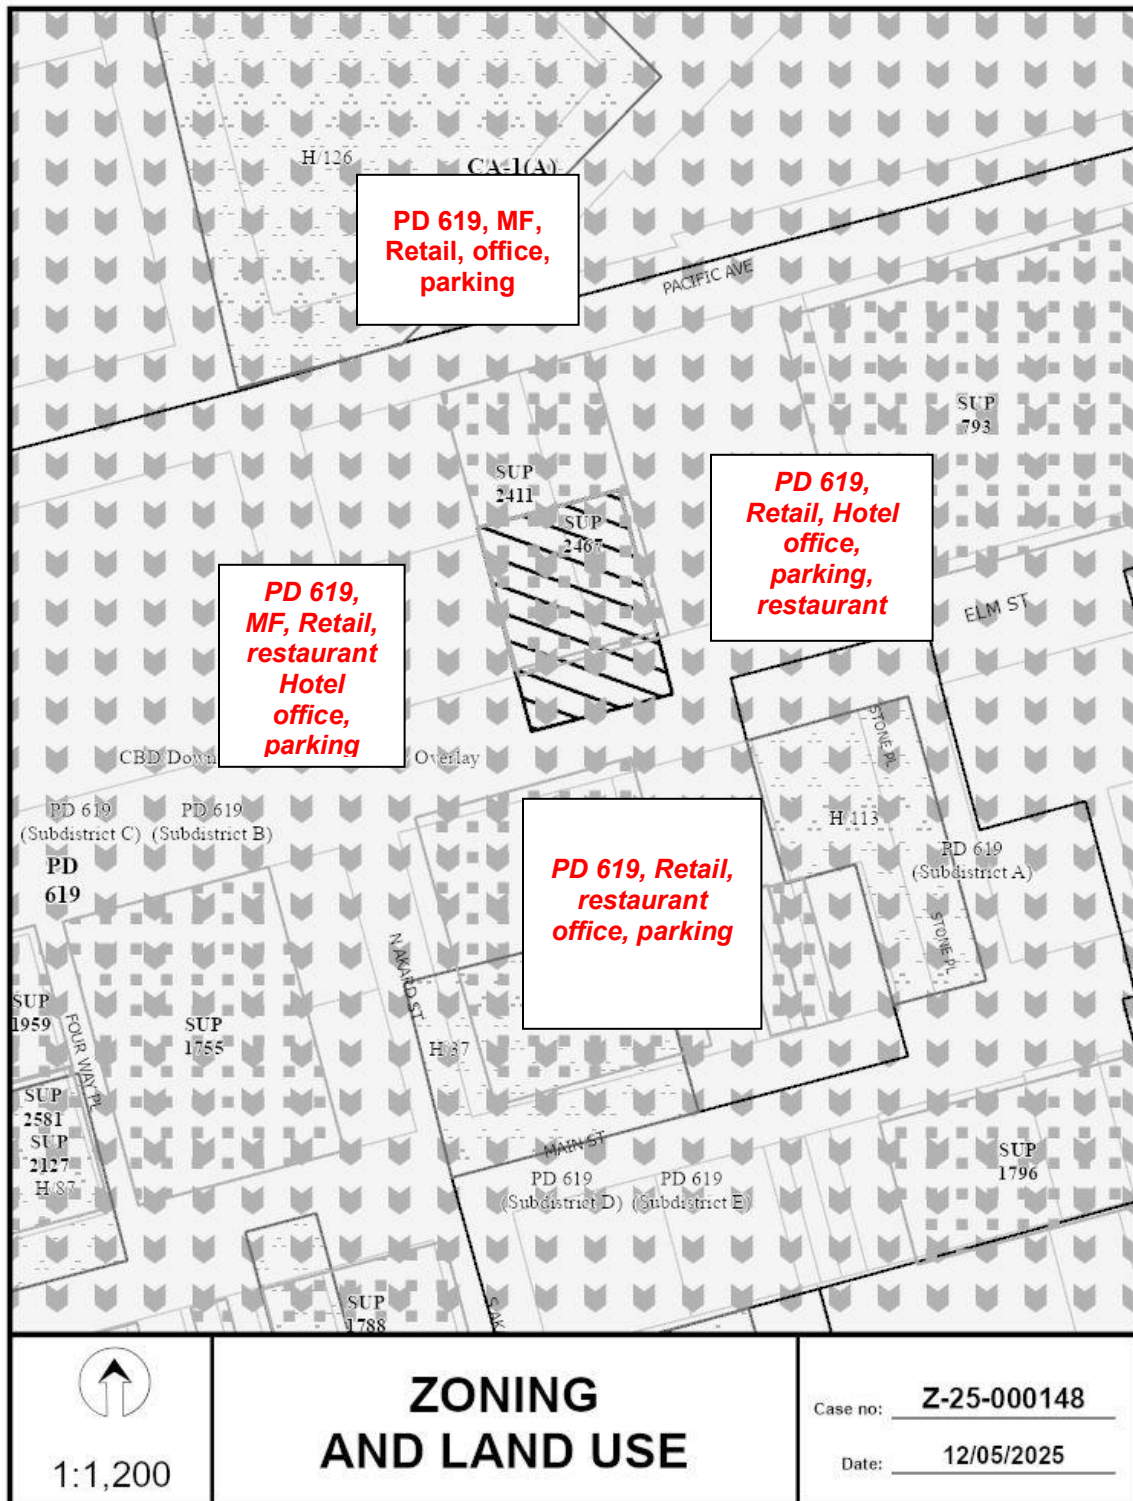 H/126
CA-1(A)
PD 619, MF,
Retail, office,
parking
PACIFIC AVE
SUP
793
SUP
2411
SUP
2467
PD 619,
Retail, Hotel
office,
parking,
restaurant
ELM ST
PD 619,
MF, Retail,
restaurant
Hotel
office,
parking
CBD Down
Overlay
STONE PL
PD 619
(Subdistrict C)
PD 619
(Subdistrict B)
PD
619
H/113
PD 619
(Subdistrict A)
PD 619, Retail,
restaurant
office, parking
STONE PL
N AKARD ST
SUP
1959
FOUR WAY PL
SUP
1755
H/37
SUP
2581
SUP
2127
H/87
MAIN ST
PD 619
(Subdistrict D)
PD 619
(Subdistrict E)
SUP
1796
SUP
1788
S AK
1:1,200
ZONING
AND LAND USE
Case no: Z-25-000148
Date: 12/05/2025